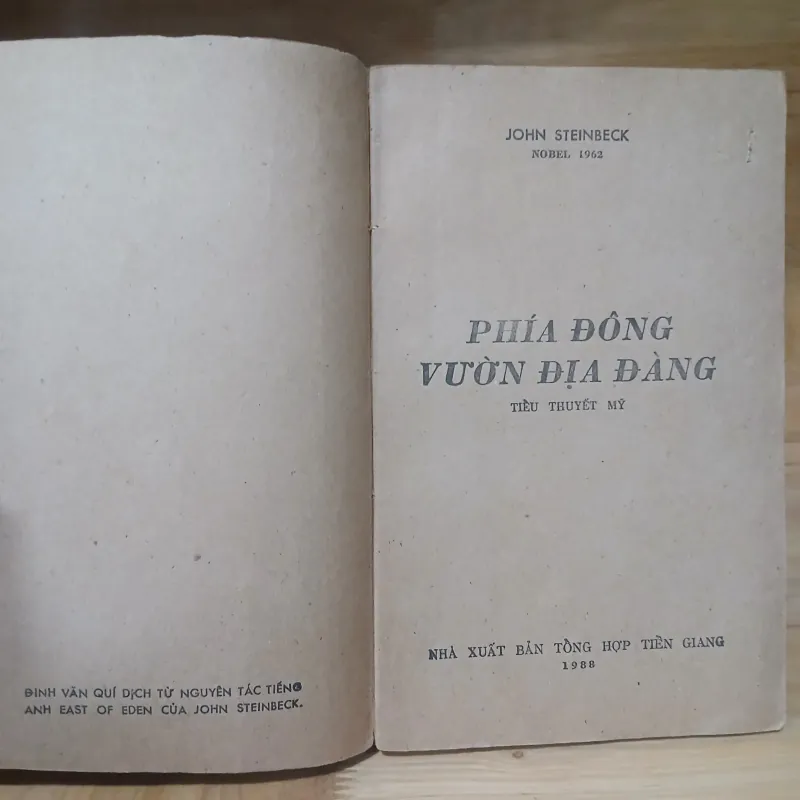 ĐINH VĂN QUÍ DỊCH TỪ NGUYÊN TÁC TIẾNG
ANH EAST OF EDEN CỦA JOHN STEINBECK.
JOHN STEINBECK
NOBEL 1962
PHÍA ĐÔNG
VƯỜN ĐỊA ĐÀNG
TIỂU THUYẾT MỸ
NHÀ XUẤT BẢN TỔNG HỢP TIỀN GIANG
1988